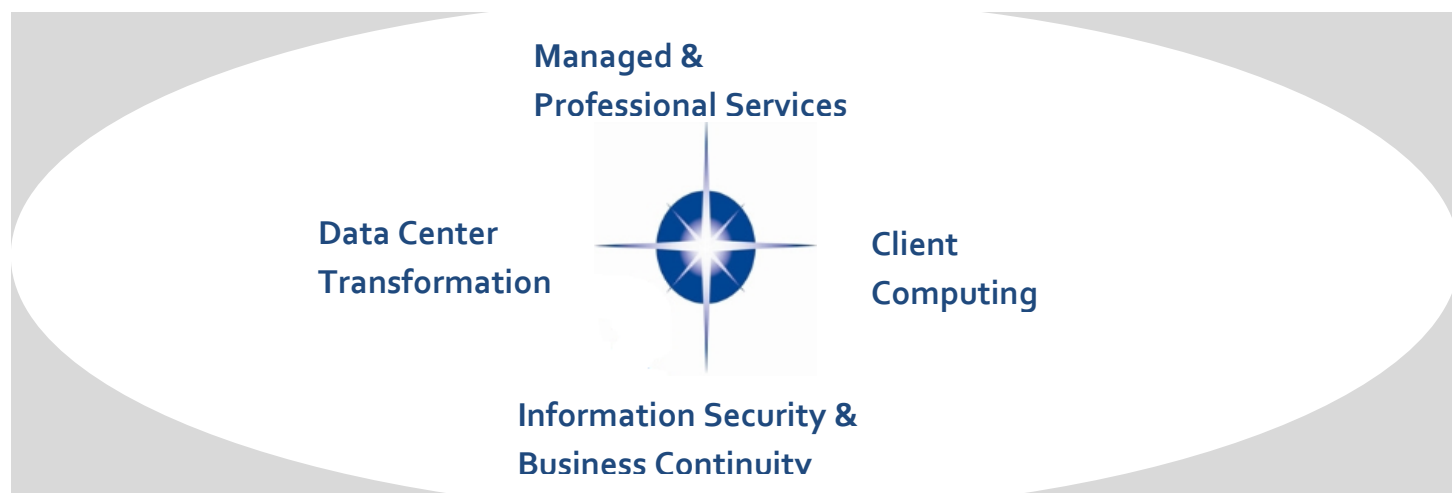 Managed &
Professional Services
Data Center
Transformation
Client
Computing
Information Security &
Business Continuity